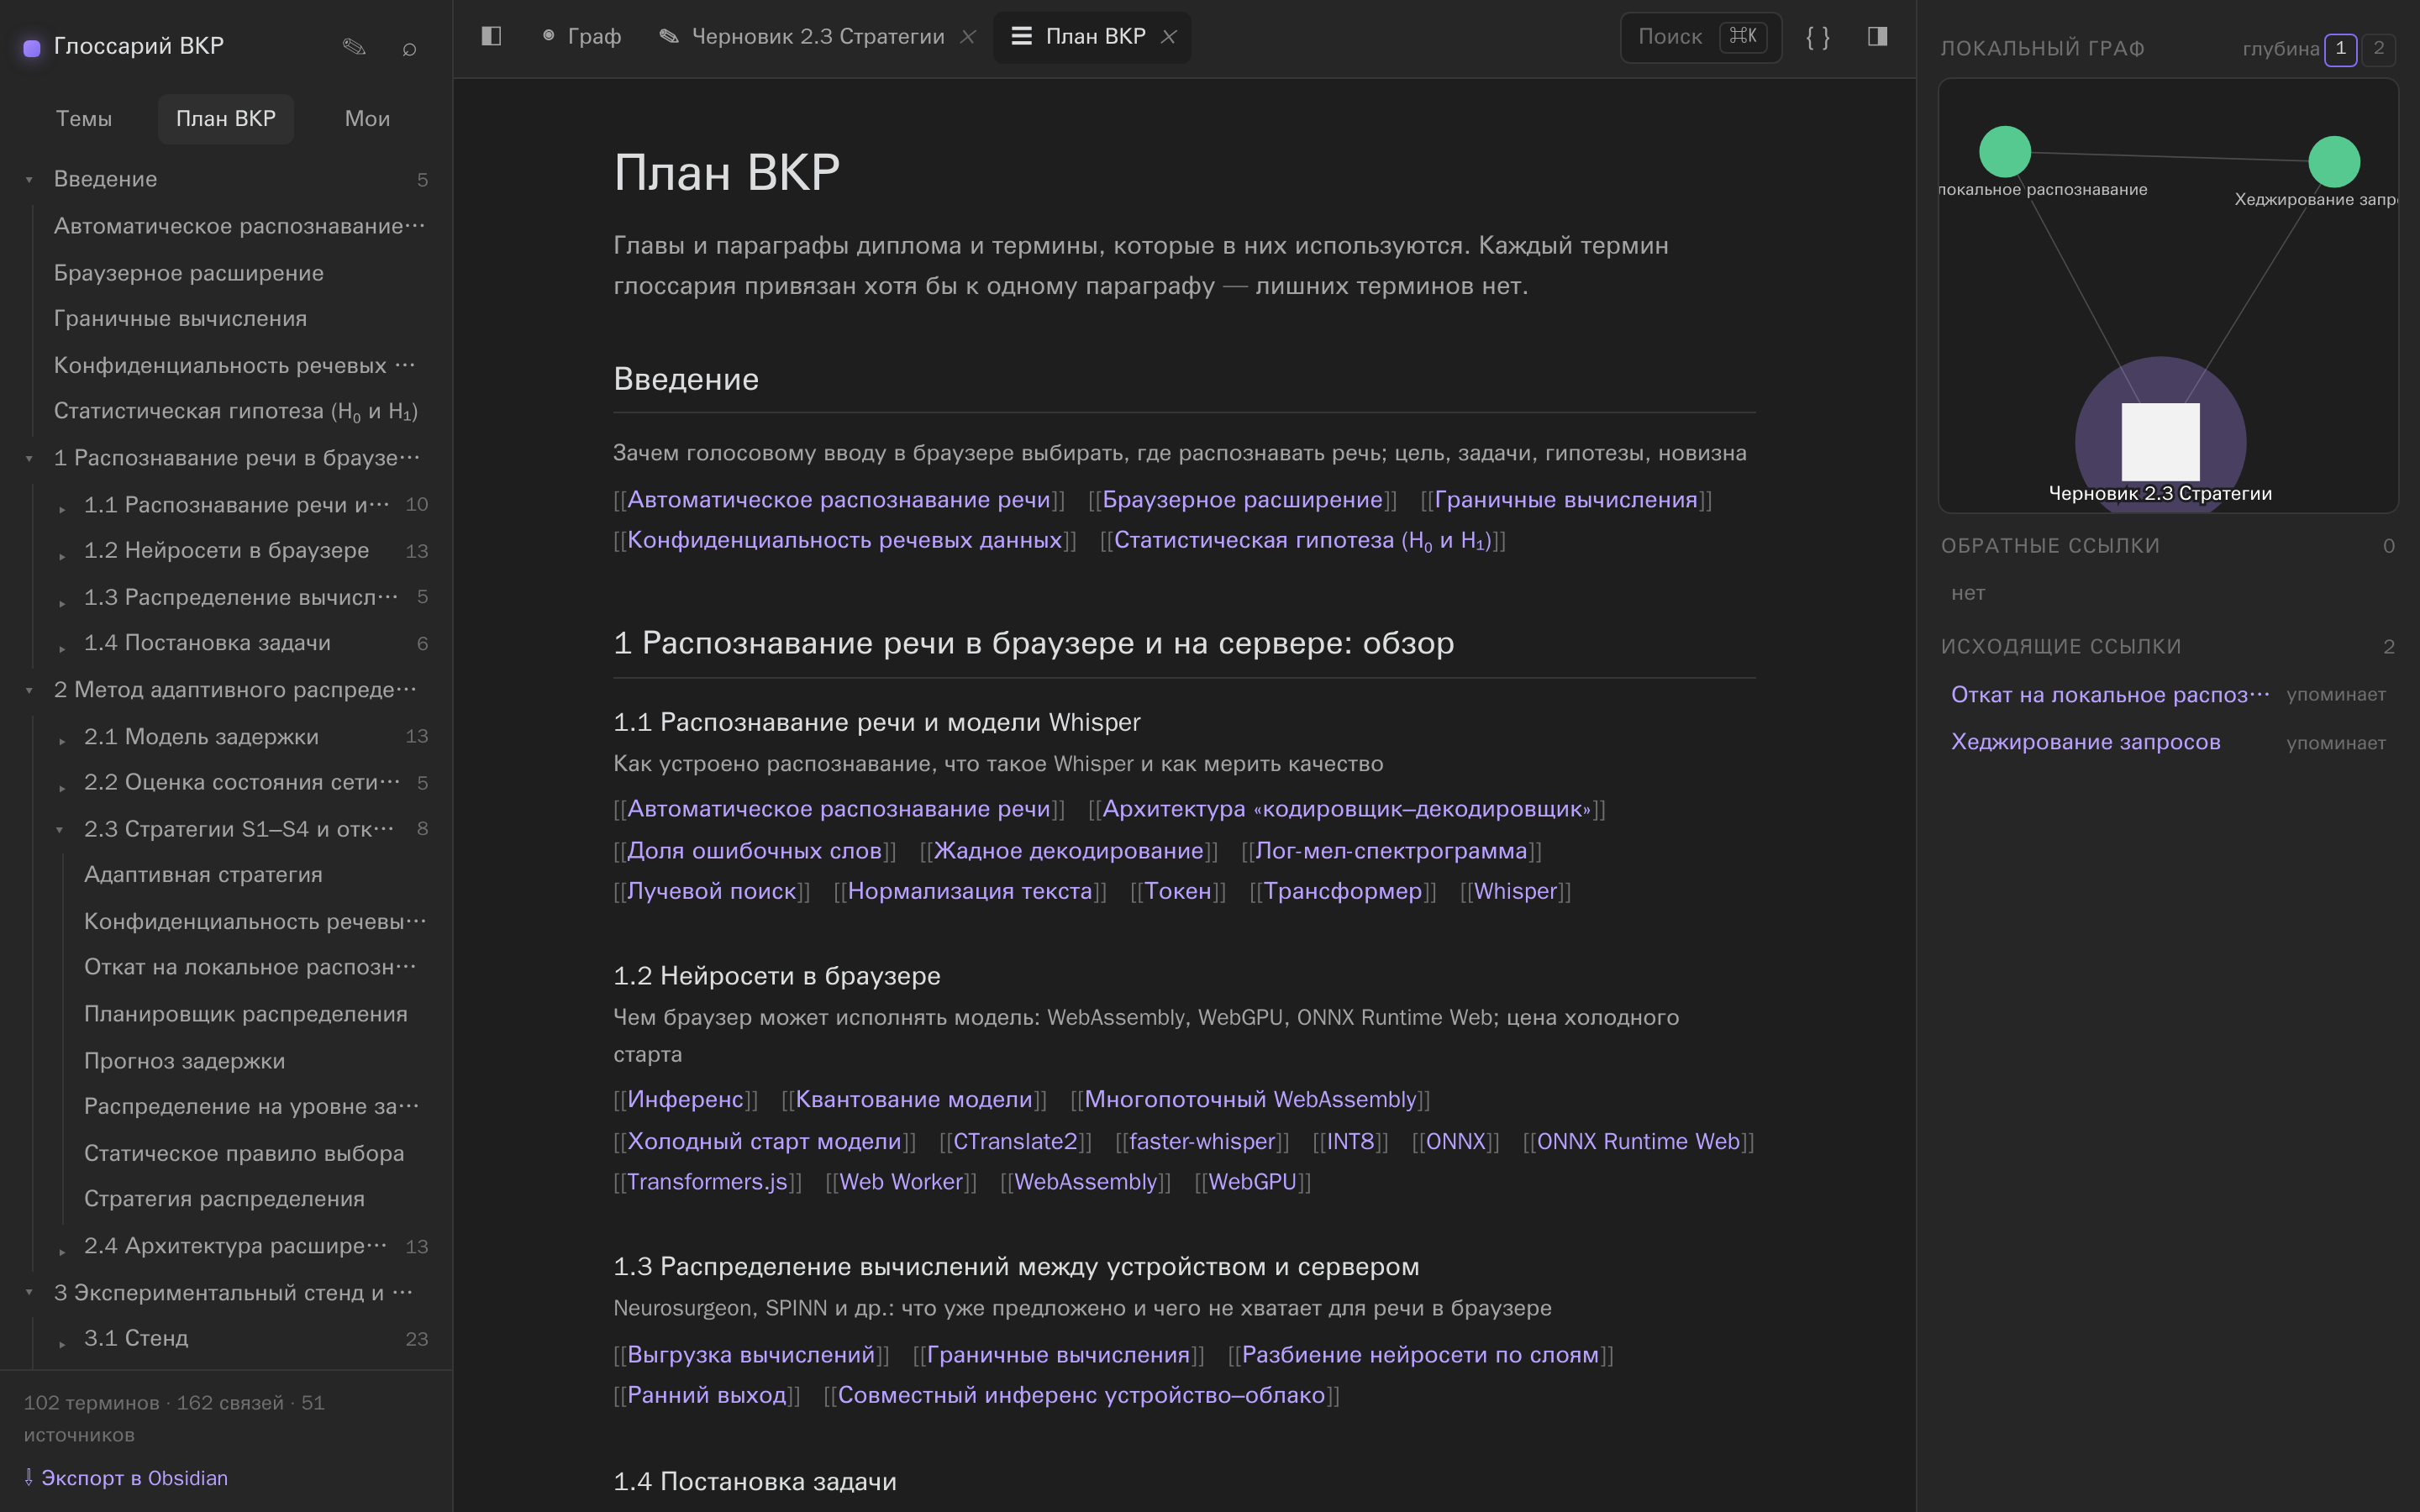 Глоссарий ВКР
Темы План ВКР Мои
Введение 5
Автоматическое распознавание···
Браузерное расширение
Граничные вычисления
Конфиденциальность речевых ···
Статистическая гипотеза (H₀ и H₁)
1 Распознавание речи в браузе···
1.1 Распознавание речи и··· 10
1.2 Нейросети в браузере 13
1.3 Распределение вычисл··· 5
1.4 Постановка задачи 6
2 Метод адаптивного распреде···
2.1 Модель задержки 13
2.2 Оценка состояния сети··· 5
2.3 Стратегии S1–S4 и отк··· 8
Адаптивная стратегия
Конфиденциальность речевы···
Откат на локальное распозн···
Планировщик распределения
Прогноз задержки
Распределение на уровне за···
Статическое правило выбора
Стратегия распределения
2.4 Архитектура расшире··· 13
3 Экспериментальный стенд и ···
3.1 Стенд 23
102 терминов · 162 связей · 51
источников
⇩ Экспорт в Obsidian
Граф Черновик 2.3 Стратегии × План ВКР ×
Поиск ⌘K { }
План ВКР
Главы и параграфы диплома и термины, которые в них используются. Каждый термин
глоссария привязан хотя бы к одному параграфу — лишних терминов нет.
Введение
Зачем голосовому вводу в браузере выбирать, где распознавать речь; цель, задачи, гипотезы, новизна
[[Автоматическое распознавание речи]] [[Браузерное расширение]] [[Граничные вычисления]]
[[Конфиденциальность речевых данных]] [[Статистическая гипотеза (H₀ и H₁)]]
1 Распознавание речи в браузере и на сервере: обзор
1.1 Распознавание речи и модели Whisper
Как устроено распознавание, что такое Whisper и как мерить качество
[[Автоматическое распознавание речи]] [[Архитектура «кодировщик–декодировщик»]]
[[Доля ошибочных слов]] [[Жадное декодирование]] [[Лог-мел-спектрограмма]]
[[Лучевой поиск]] [[Нормализация текста]] [[Токен]] [[Трансформер]] [[Whisper]]
1.2 Нейросети в браузере
Чем браузер может исполнять модель: WebAssembly, WebGPU, ONNX Runtime Web; цена холодного
старта
[[Инференс]] [[Квантование модели]] [[Многопоточный WebAssembly]]
[[Холодный старт модели]] [[CTranslate2]] [[faster-whisper]] [[INT8]] [[ONNX]] [[ONNX Runtime Web]]
[[Transformers.js]] [[Web Worker]] [[WebAssembly]] [[WebGPU]]
1.3 Распределение вычислений между устройством и сервером
Neurosurgeon, SPINN и др.: что уже предложено и чего не хватает для речи в браузере
[[Выгрузка вычислений]] [[Граничные вычисления]] [[Разбиение нейросети по слоям]]
[[Ранний выход]] [[Совместный инференс устройство–облако]]
1.4 Постановка задачи
ЛОКАЛЬНЫЙ ГРАФ глубина 1 2
локальное распознавание
Хеджирование запр
Черновик 2.3 Стратегии
ОБРАТНЫЕ ССЫЛКИ 0
нет
ИСХОДЯЩИЕ ССЫЛКИ 2
Откат на локальное распоз··· упоминает
Хеджирование запросов упоминает